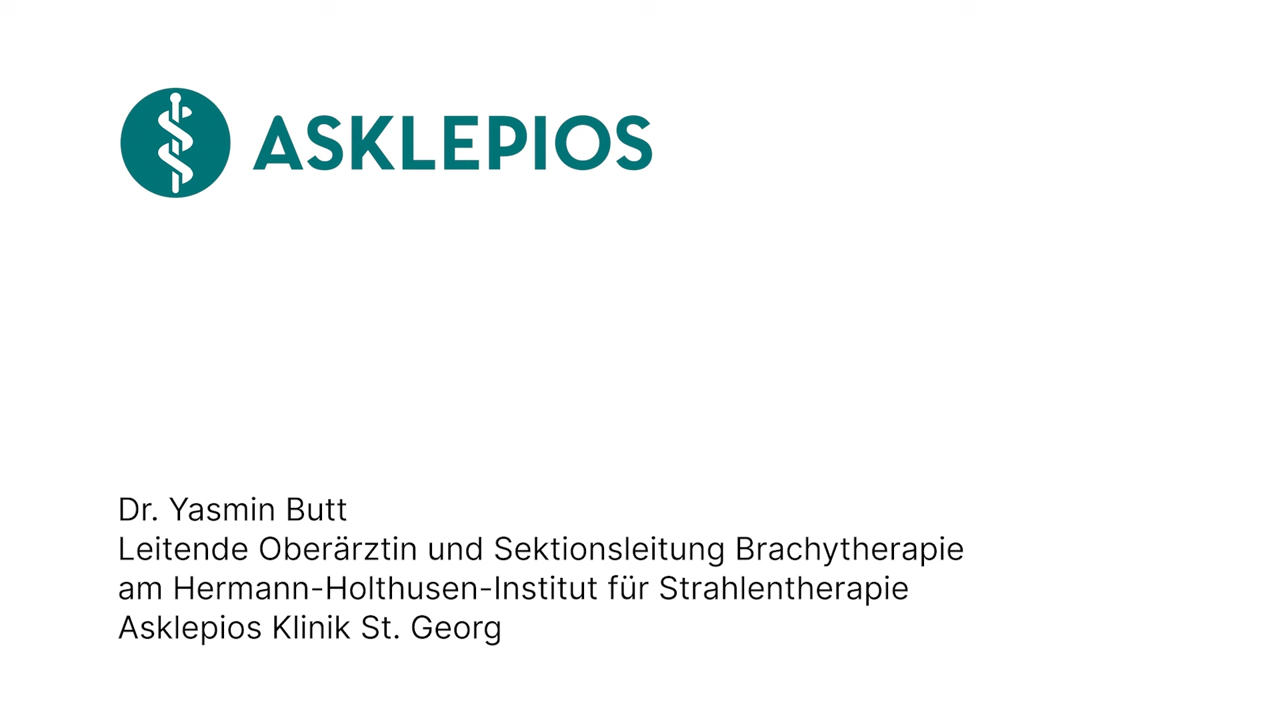 ASKLEPIOS
Dr. Yasmin Butt
Leitende Oberärztin und Sektionsleitung Brachytherapie
am Hermann-Holthusen-Institut für Strahlentherapie
Asklepios Klinik St. Georg